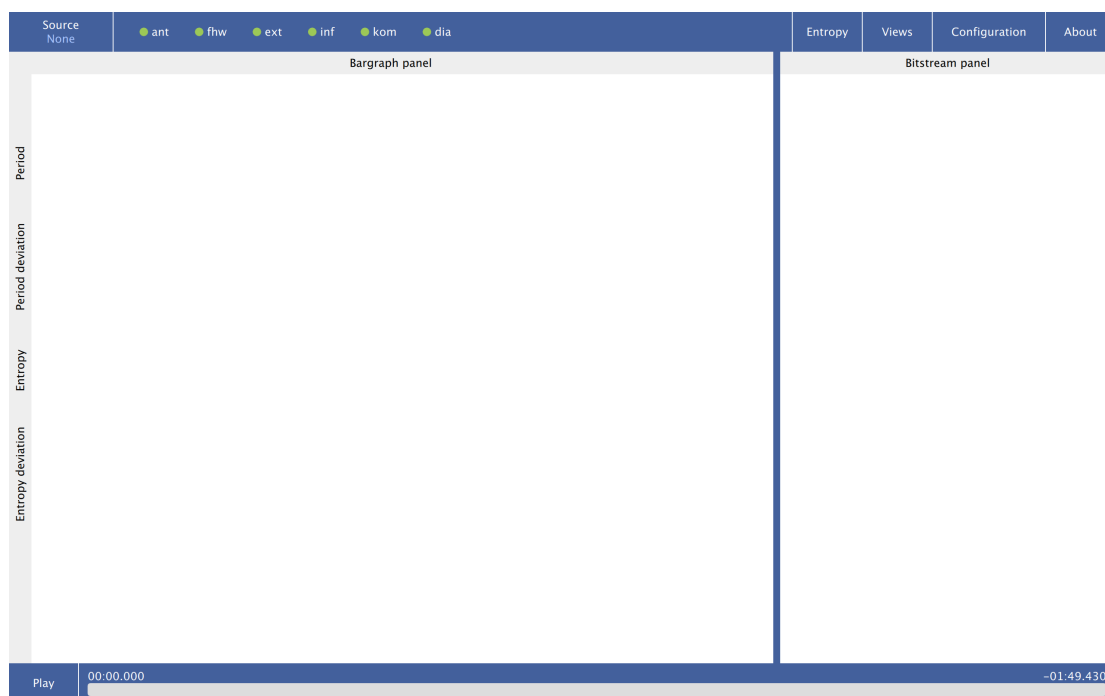 Source
None
ant fhw ext inf kom dia
Entropy Views Configuration About
Bargraph panel
Bitstream panel
Period
Period deviation
Entropy
Entropy deviation
Play
00:00.000
-01:49.430